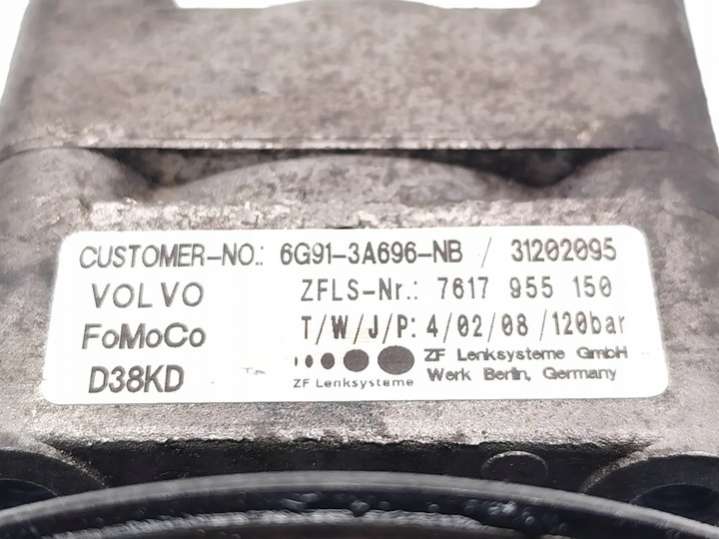 CUSTOMER-NO.: 6G91-3A696-NB / 31202095
VOLVO ZFLS-Nr.: 7617 955 150
FoMoCo T/W/J/P: 4/02/08 /120bar
D38KD ZF Lenksysteme ZF Lenksysteme GmbH
Werk Berlin, Germany